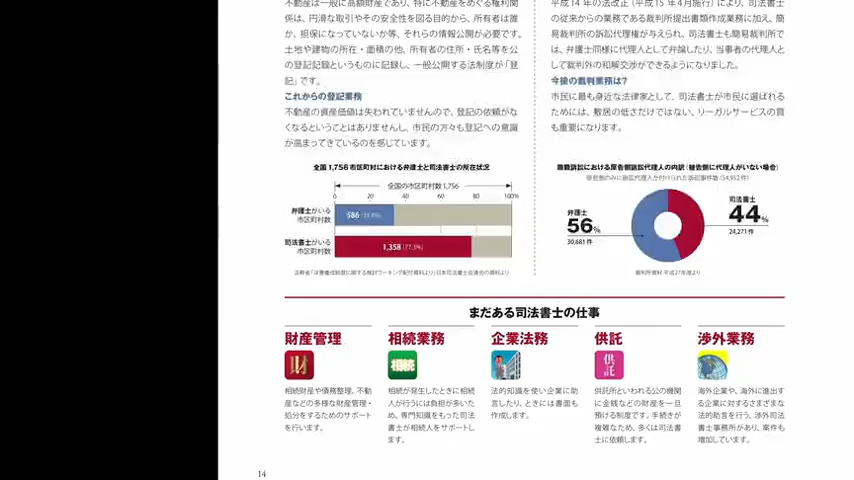 不動産は一般に高額財産であり、特に不動産をめぐる権利関
係は、円滑な取引やその安全性を図る目的から、所有者は誰
か、担保になっていないか等、それらの情報公開が必要です。
土地や建物の所在・面積の他、所有者の住所・氏名等を公
の登記記録というものに記録し、一般公開する法制度が「登
記」です。
これからの登記業務
不動産の資産価値は失われていませんので、登記の依頼がな
くなるということはありませんし、市民の方々も登記への意識
が高まってきているのを感じています。
平成14年の法改正（平成15年4月施行）により、司法書士
の従来からの業務である裁判所提出書類作成業務に加え、簡
易裁判所の訴訟代理権が与えられ、司法書士も簡易裁判所で
は、弁護士同様に代理人として弁論したり、当事者の代理人と
して裁判外の和解交渉ができるようになりました。
今後の裁判業務は?
市民に最も身近な法律家として、司法書士が市民に選ばれる
ためには、敷居の低さだけではない、リーガルサービスの質
も重要になります。
全国1,756市区町村における弁護士と司法書士の所在状況
全国の市区町村数 1,756
0 20 40 60 80 100%
弁護士がいる
市区町村数
586 (33.4%)
司法書士がいる
市区町村数
1,358 (77.3%)
(被告側に代理人がいない場合)
弁護士
56%
30,681件
司法書士
44%
24,271件
まだある司法書士の仕事
財産管理
財
相続財産や債務整理、不動
産などの多様な財産管理・
処分をするためのサポート
を行います。
相続業務
相続
相続が発生したときに相続
人が行うには負担が多いた
め、専門知識をもった司法
書士が相続人をサポートし
ます。
企業法務
法的知識を使い企業に助
言したり、ときには書面も
作成します。
供託
供託
供託所といわれる公の機関
に金銭などの財産を一旦
預ける制度です。手続きが
複雑なため、多くは司法書
士に依頼します。
渉外業務
海外企業や、海外に進出す
る企業に対するさまざまな
法的助言を行う、渉外司法
書士事務所があり、案件も
増加しています。
14